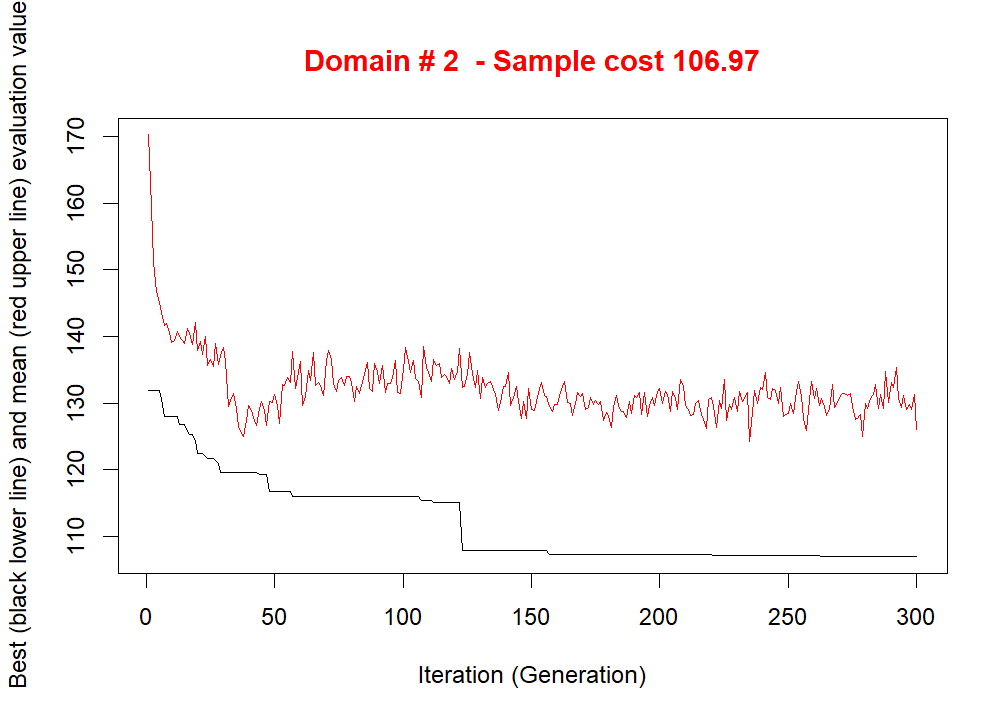 Domain # 2  - Sample cost 106.97
Best (black lower line) and mean (red upper line) evaluation value
170
160
150
140
130
120
110
0 50 100 150 200 250 300
Iteration (Generation)